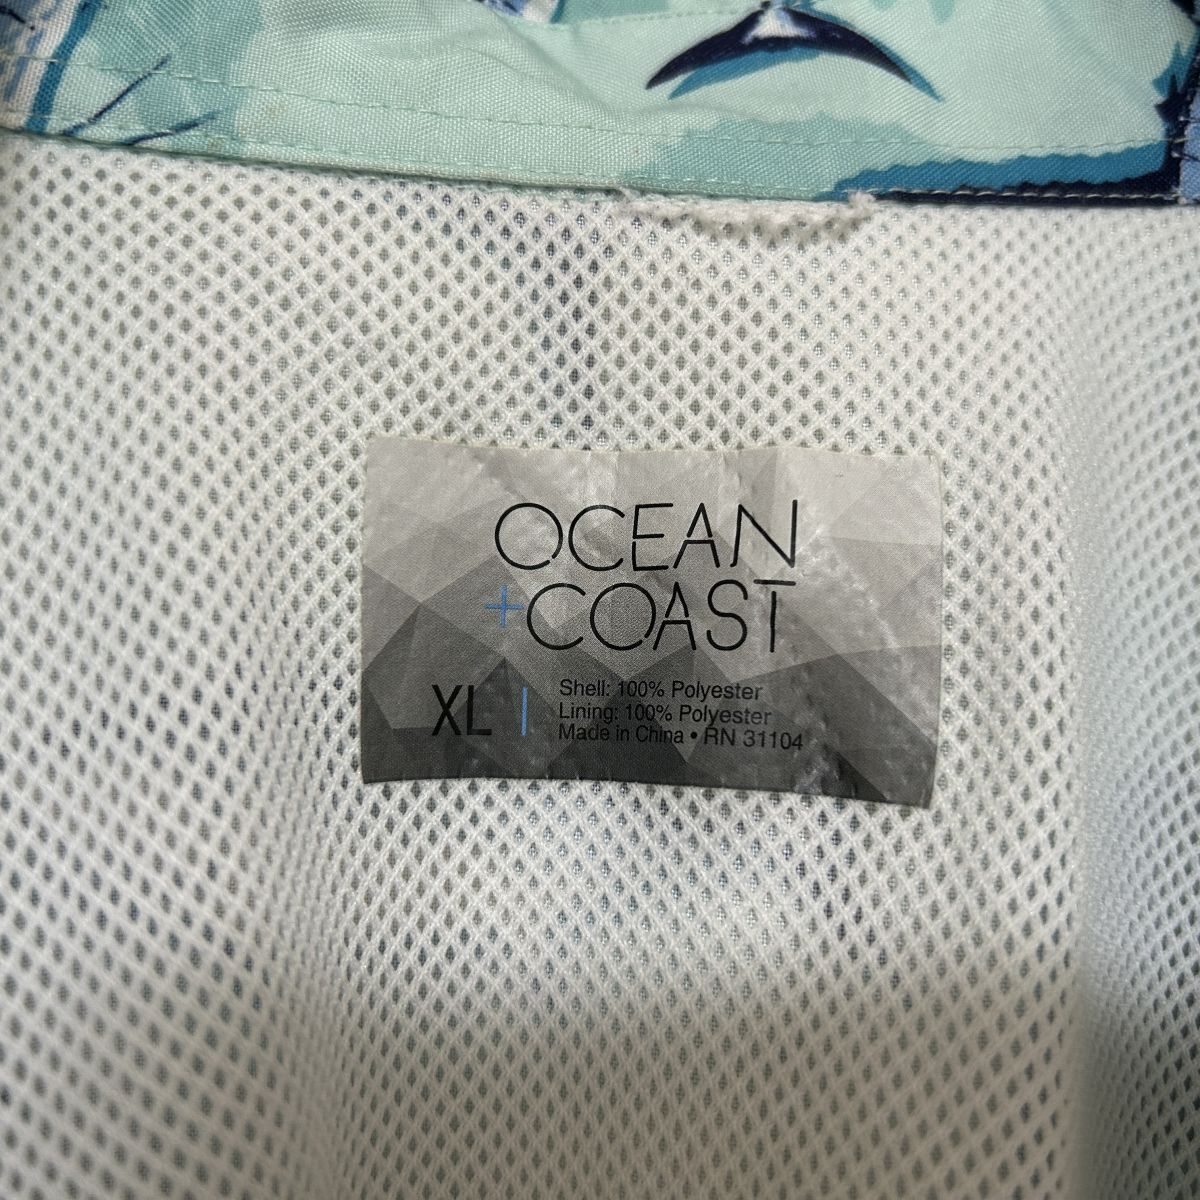 OCEAN
+COAST
XL | Shell: 100% Polyester
Lining: 100% Polyester
Made in China • RN 31104